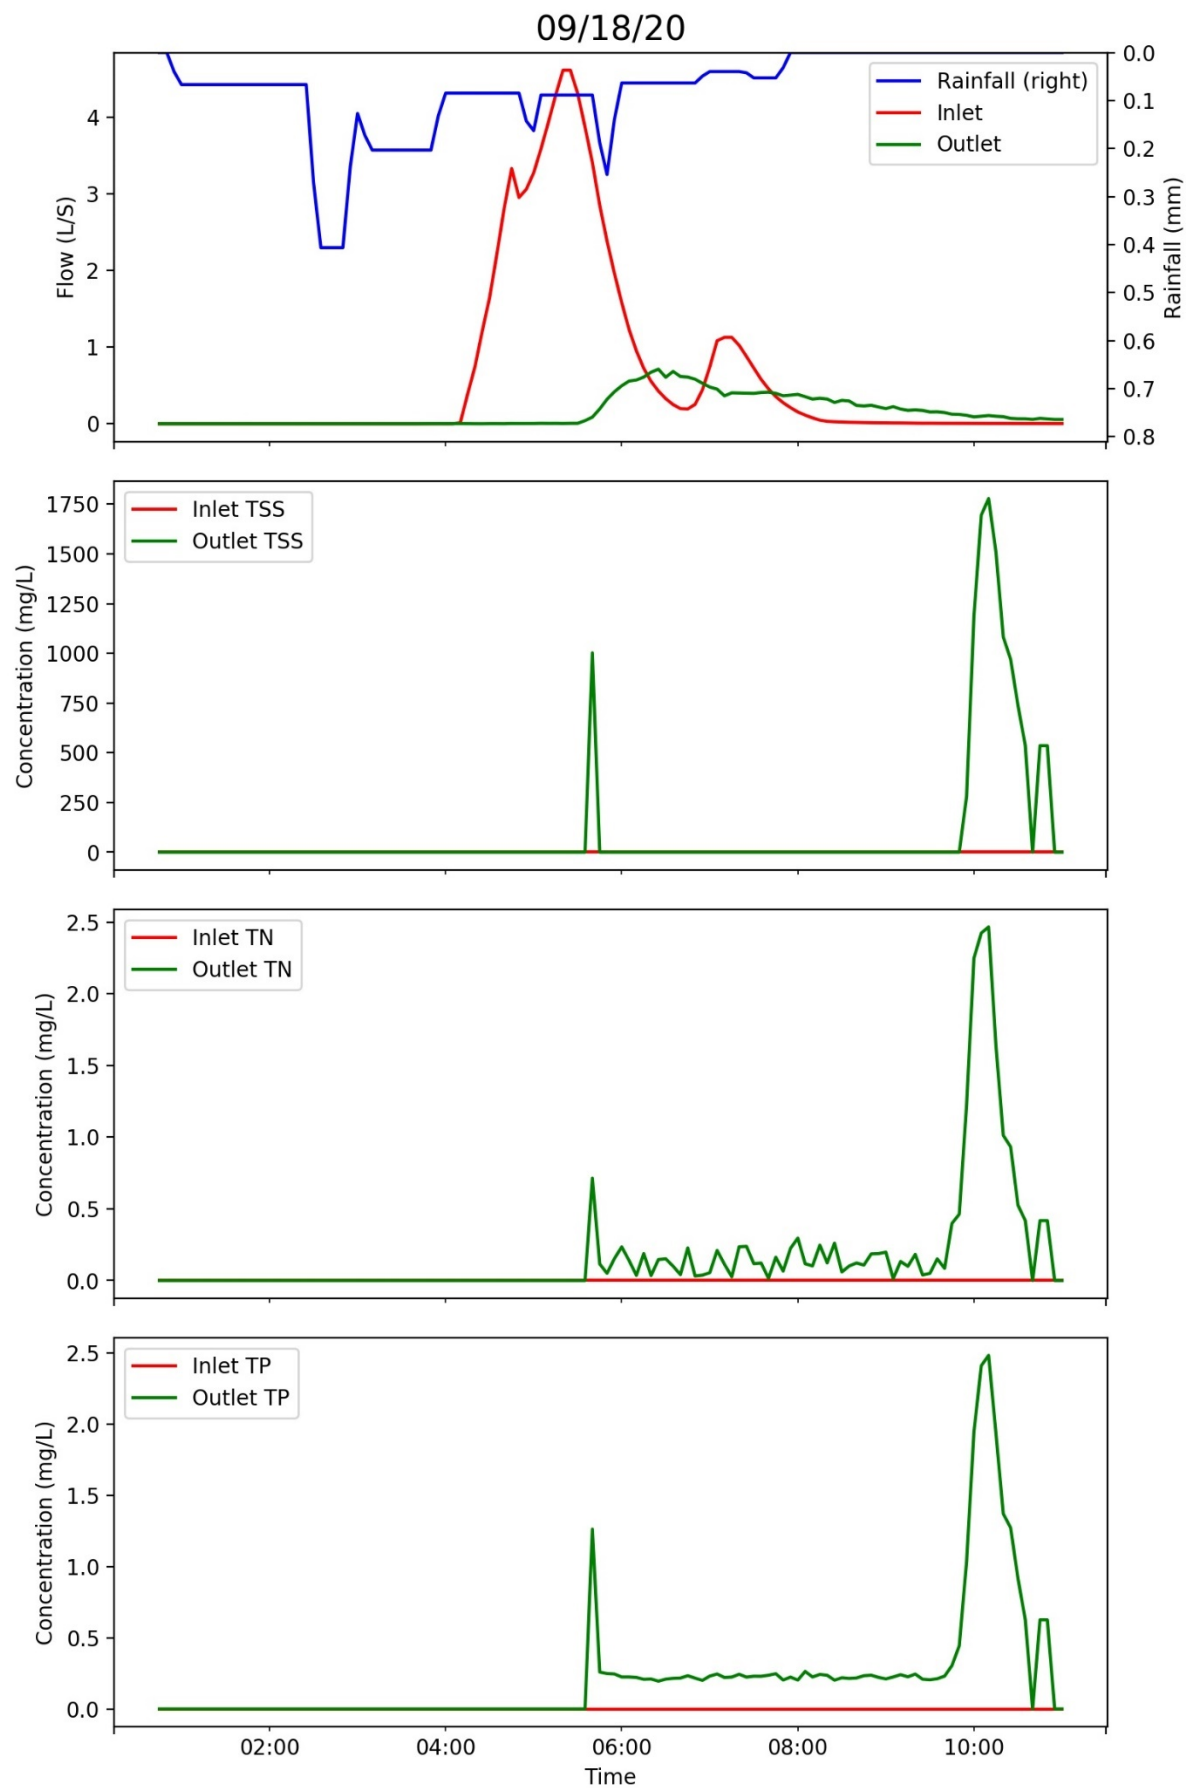 09/18/20
Flow (L/S)
4
3
2
1
0
Rainfall (right)
Inlet
Outlet
0.0
0.1
0.2
0.3
0.4
0.5
0.6
0.7
0.8
Rainfall (mm)
Concentration (mg/L)
1750
1500
1250
1000
750
500
250
0
Inlet TSS
Outlet TSS
Concentration (mg/L)
2.5
2.0
1.5
1.0
0.5
0.0
Inlet TN
Outlet TN
Concentration (mg/L)
2.5
2.0
1.5
1.0
0.5
0.0
Inlet TP
Outlet TP
02:00 04:00 06:00 08:00 10:00
Time